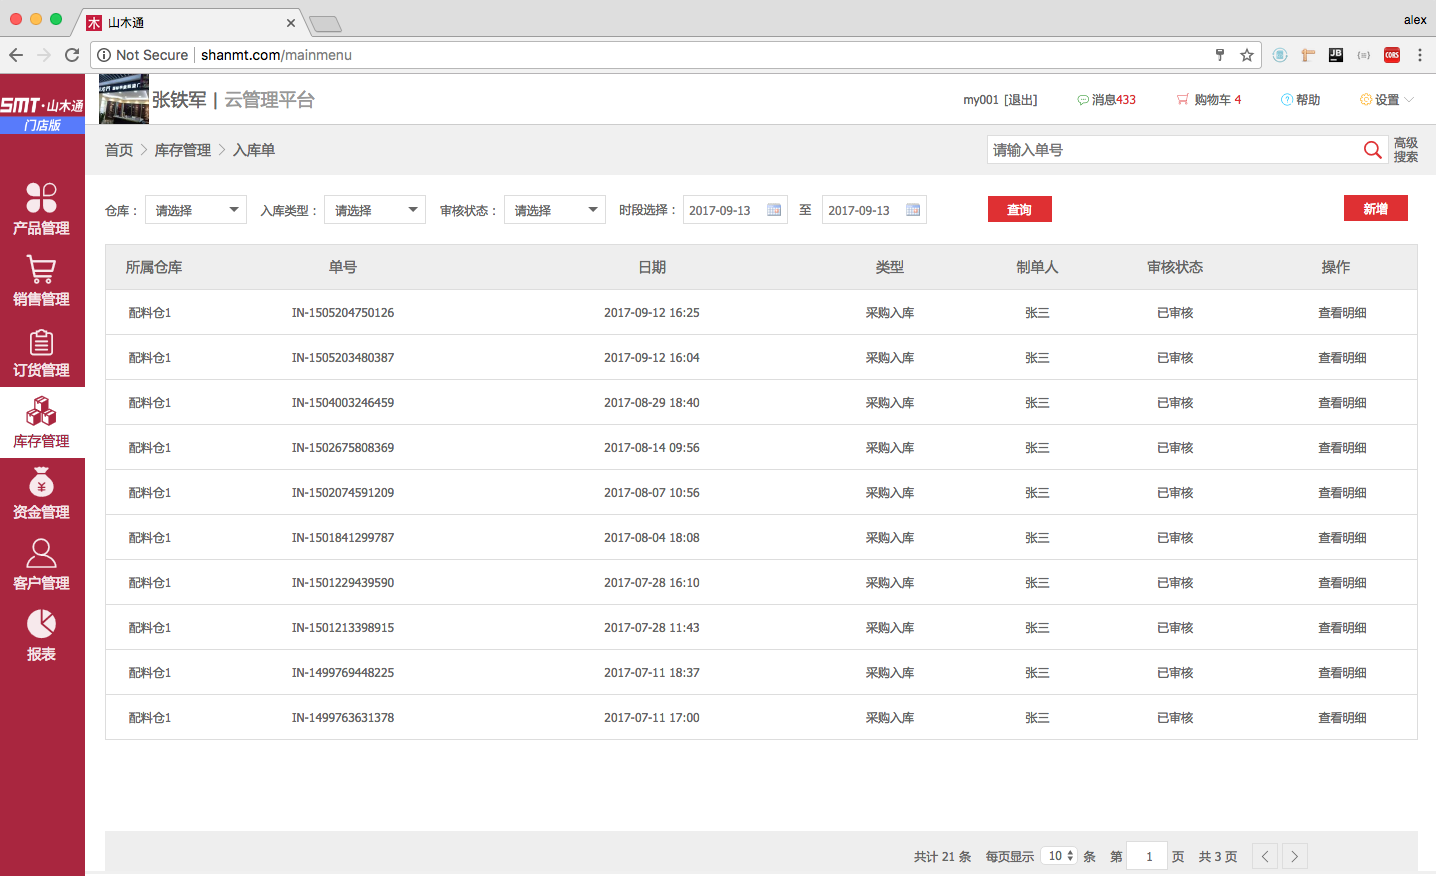 木 山木通
alex
Not Secure shanmt.com/mainmenu
JB
CORS
SMT·山木通
门店版
张铁军 | 云管理平台
my001 [退出] 消息433 购物车 4 帮助 设置
首页 > 库存管理 > 入库单
请输入单号
高级
搜索
产品管理
销售管理
订货管理
库存管理
资金管理
客户管理
报表
仓库： 请选择 入库类型： 请选择 审核状态： 请选择 时段选择： 2017-09-13 至 2017-09-13 查询 新增
所属仓库 单号 日期 类型 制单人 审核状态 操作
配料仓1 IN-1505204750126 2017-09-12 16:25 采购入库 张三 已审核 查看明细
配料仓1 IN-1505203480387 2017-09-12 16:04 采购入库 张三 已审核 查看明细
配料仓1 IN-1504003246459 2017-08-29 18:40 采购入库 张三 已审核 查看明细
配料仓1 IN-1502675808369 2017-08-14 09:56 采购入库 张三 已审核 查看明细
配料仓1 IN-1502074591209 2017-08-07 10:56 采购入库 张三 已审核 查看明细
配料仓1 IN-1501841299787 2017-08-04 18:08 采购入库 张三 已审核 查看明细
配料仓1 IN-1501229439590 2017-07-28 16:10 采购入库 张三 已审核 查看明细
配料仓1 IN-1501213398915 2017-07-28 11:43 采购入库 张三 已审核 查看明细
配料仓1 IN-1499769448225 2017-07-11 18:37 采购入库 张三 已审核 查看明细
配料仓1 IN-1499763631378 2017-07-11 17:00 采购入库 张三 已审核 查看明细
共计 21 条 每页显示 10 条 第 1 页 共 3 页 < >